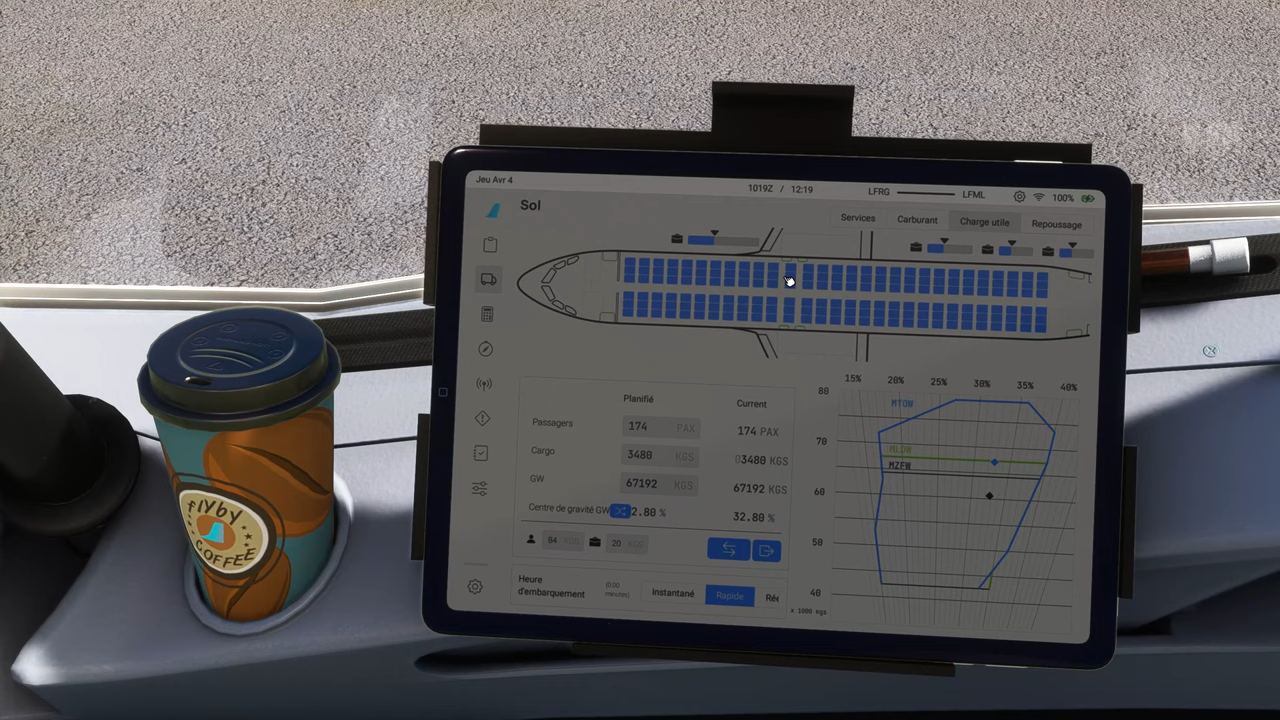 Jeu Avr 4
1019Z / 12:19
LFRG
LFML
100%
Sol
Services
Carburant
Charge utile
Repoussage
Planifié
Current
Passagers
174 PAX
174 PAX
Cargo
3480 KGS
03480 KGS
GW
67192 KGS
67192 KGS
Centre de gravité GW
2.80 %
32.80 %
84 KGS
20 KGS
Heure
d'embarquement
(0:00
minutes)
Instantané
Rapide
Rée
15%
20%
25%
30%
35%
40%
80
70
60
50
40
x 1000 kgs
MTOW
MLDW
MZFW
flyby
COFFEE